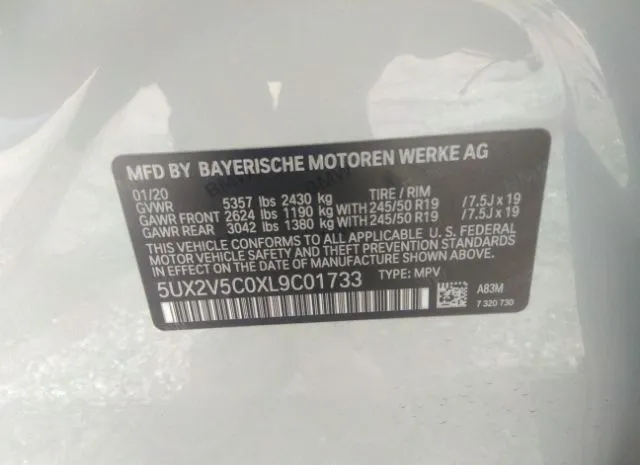 MFD BY BAYERISCHE MOTOREN WERKE AG
01/20 TIRE / RIM
GVWR 5357 lbs 2430 kg
GAWR FRONT 2624 lbs 1190 kg WITH 245/50 R19 /7.5J x 19
GAWR REAR 3042 lbs 1380 kg WITH 245/50 R19 /7.5J x 19
THIS VEHICLE CONFORMS TO ALL APPLICABLE U.S. FEDERAL
MOTOR VEHICLE SAFETY, BUMPER, AND THEFT PREVENTION STANDARDS
IN EFFECT ON THE DATE OF MANUFACTURE SHOWN ABOVE.
5UX2V5C0XL9C01733 TYPE: MPV
A83M
7 320 730